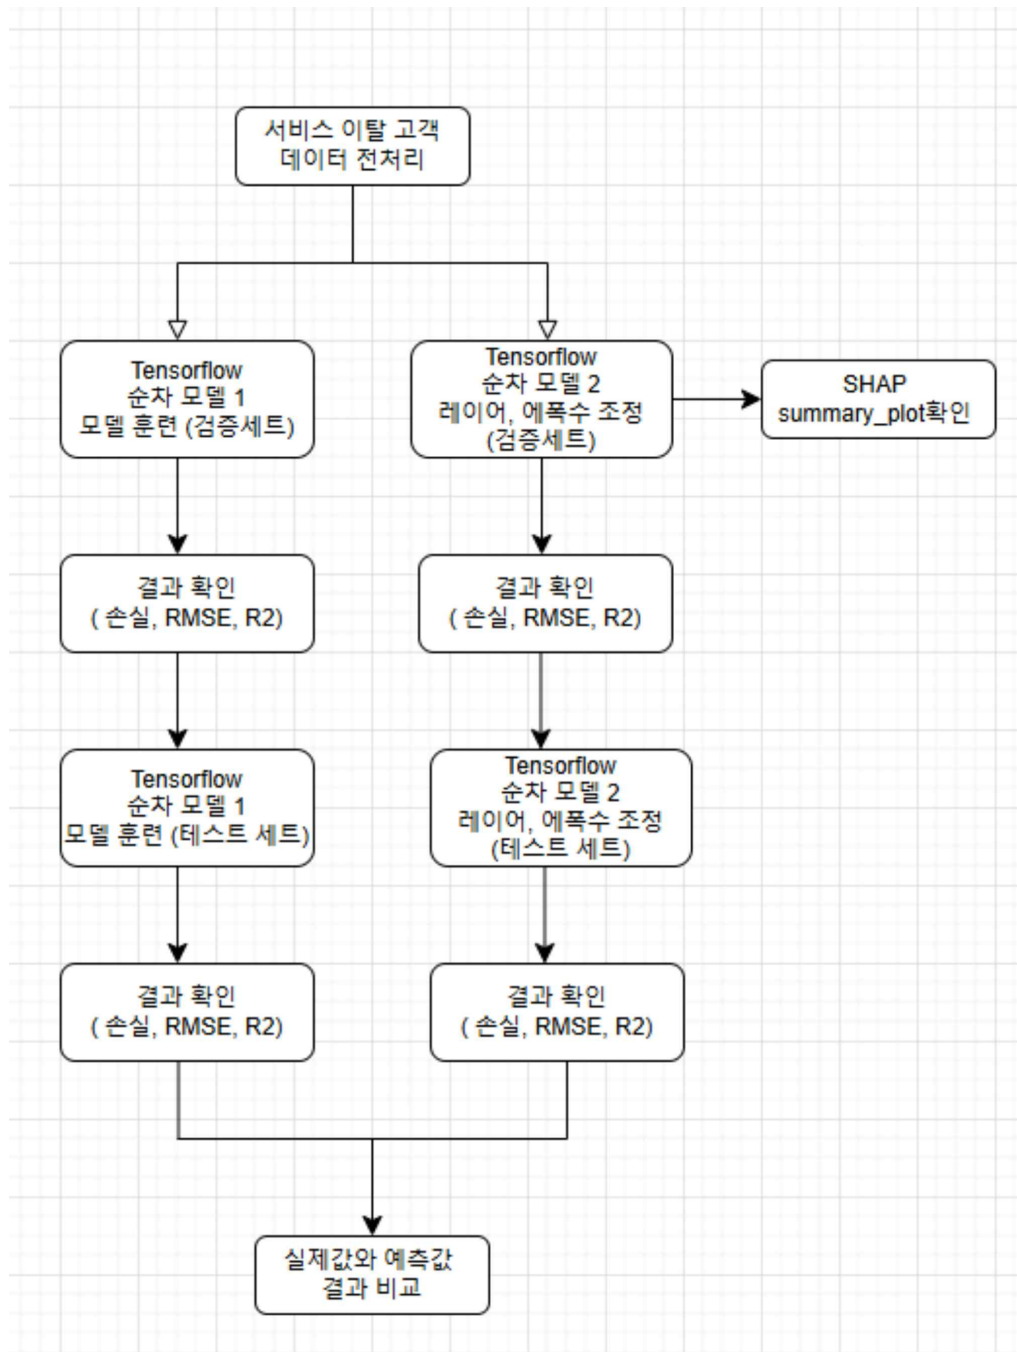 서비스 이탈 고객
데이터 전처리
Tensorflow
순차 모델 1
모델 훈련 (검증세트)
Tensorflow
순차 모델 2
레이어, 에폭수 조정
(검증세트)
SHAP
summary_plot확인
결과 확인
( 손실, RMSE, R2)
결과 확인
( 손실, RMSE, R2)
Tensorflow
순차 모델 1
모델 훈련 (테스트 세트)
Tensorflow
순차 모델 2
레이어, 에폭수 조정
(테스트 세트)
결과 확인
( 손실, RMSE, R2)
결과 확인
( 손실, RMSE, R2)
실제값와 예측값
결과 비교